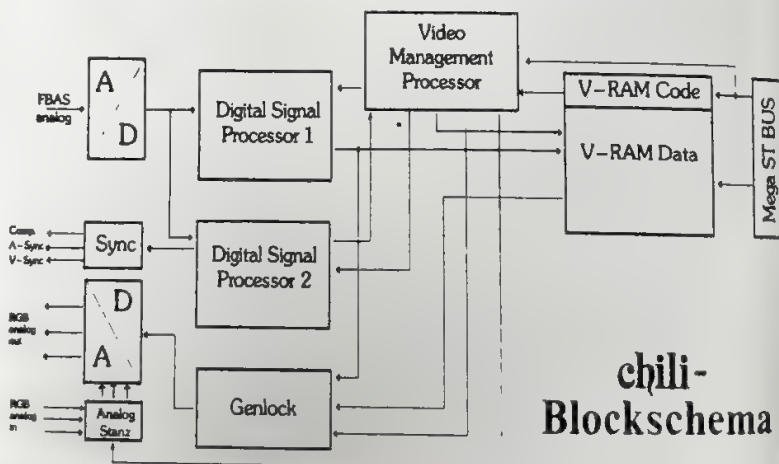 Video
Management
Processor
A
D
FBAS
analog
Digital Signal
Processor 1
V-RAM Code
V-RAM Data
Mega ST BUS
Comp.
A-Sync
V-Sync
Sync
Digital Signal
Processor 2
D
A
RGB
analog
out
RGB
analog
in
Analog
Stanz
Genlock
chili-
Blockschema